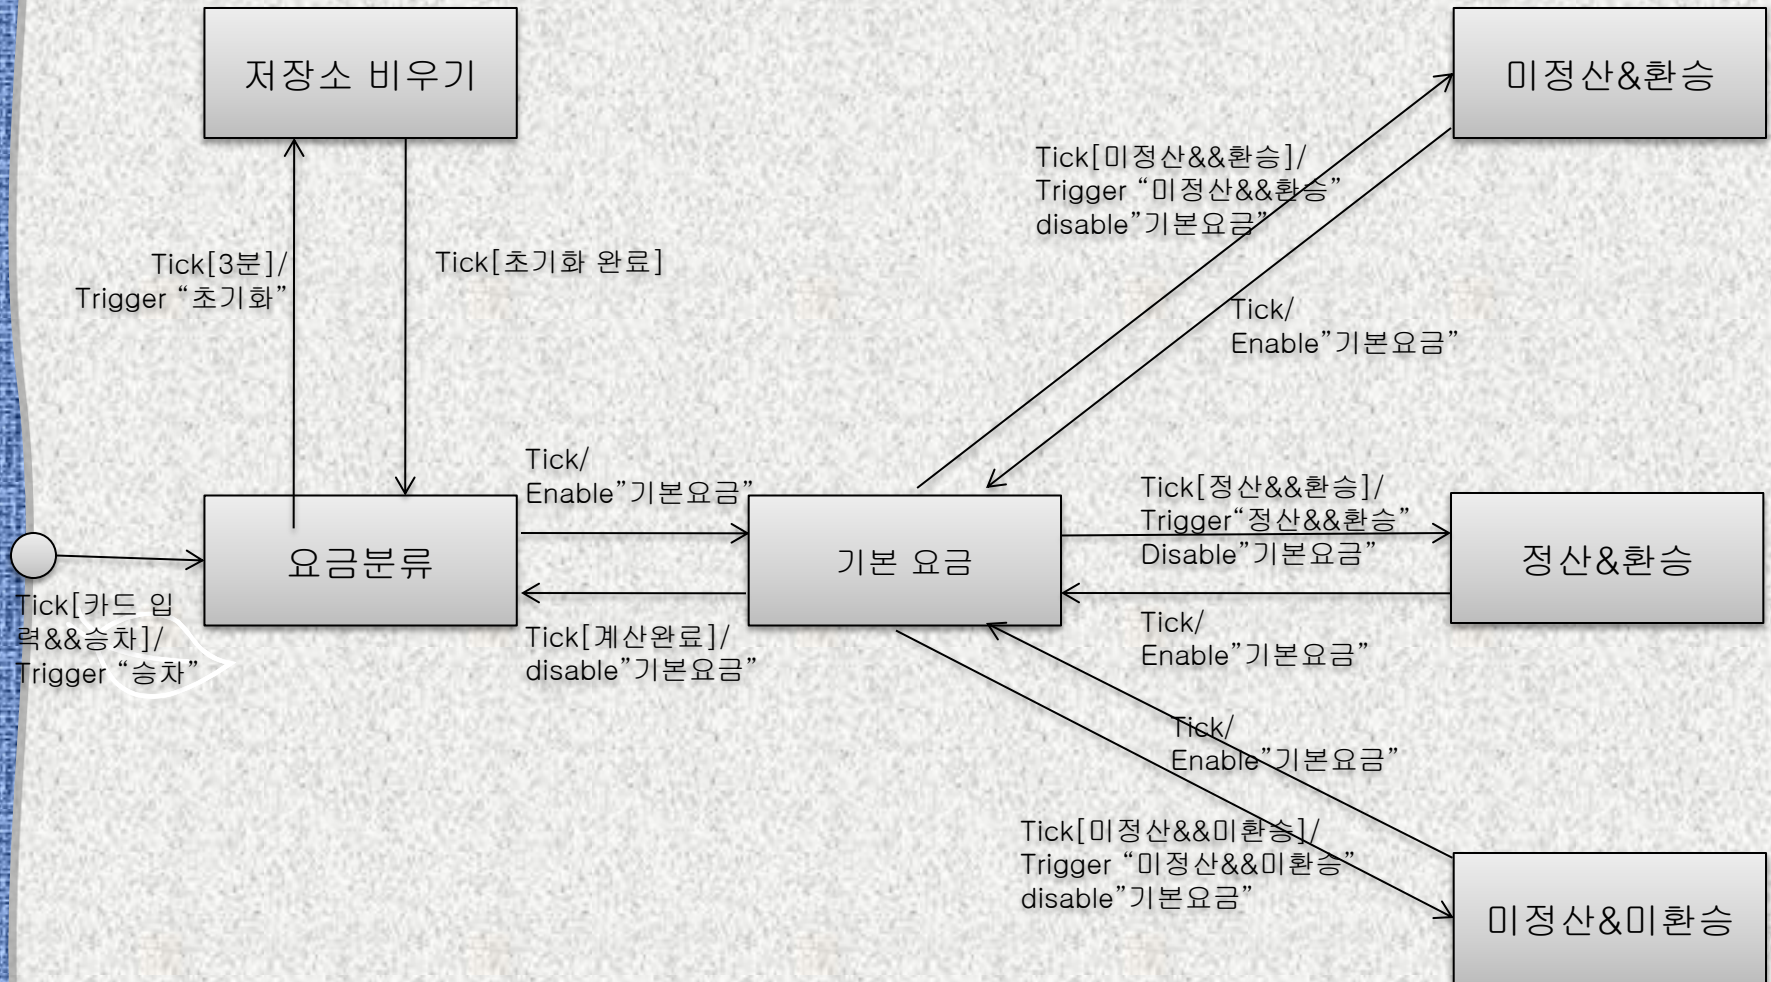 저장소 비우기
미정산&환승
Tick[미정산&&환승]/
Trigger “미정산&&환승”
disable”기본요금”
Tick[3분]/
Trigger “초기화”
Tick[초기화 완료]
Tick/
Enable”기본요금”
Tick/
Enable”기본요금”
Tick[정산&&환승]/
Trigger“정산&&환승”
Disable”기본요금”
요금분류
기본 요금
정산&환승
Tick[카드 입
력&&승차]/
Trigger “승차”
Tick[계산완료]/
disable”기본요금”
Tick/
Enable”기본요금”
Tick/
Enable”기본요금”
Tick[미정산&&미환승]/
Trigger “미정산&&미환승”
disable”기본요금”
미정산&미환승